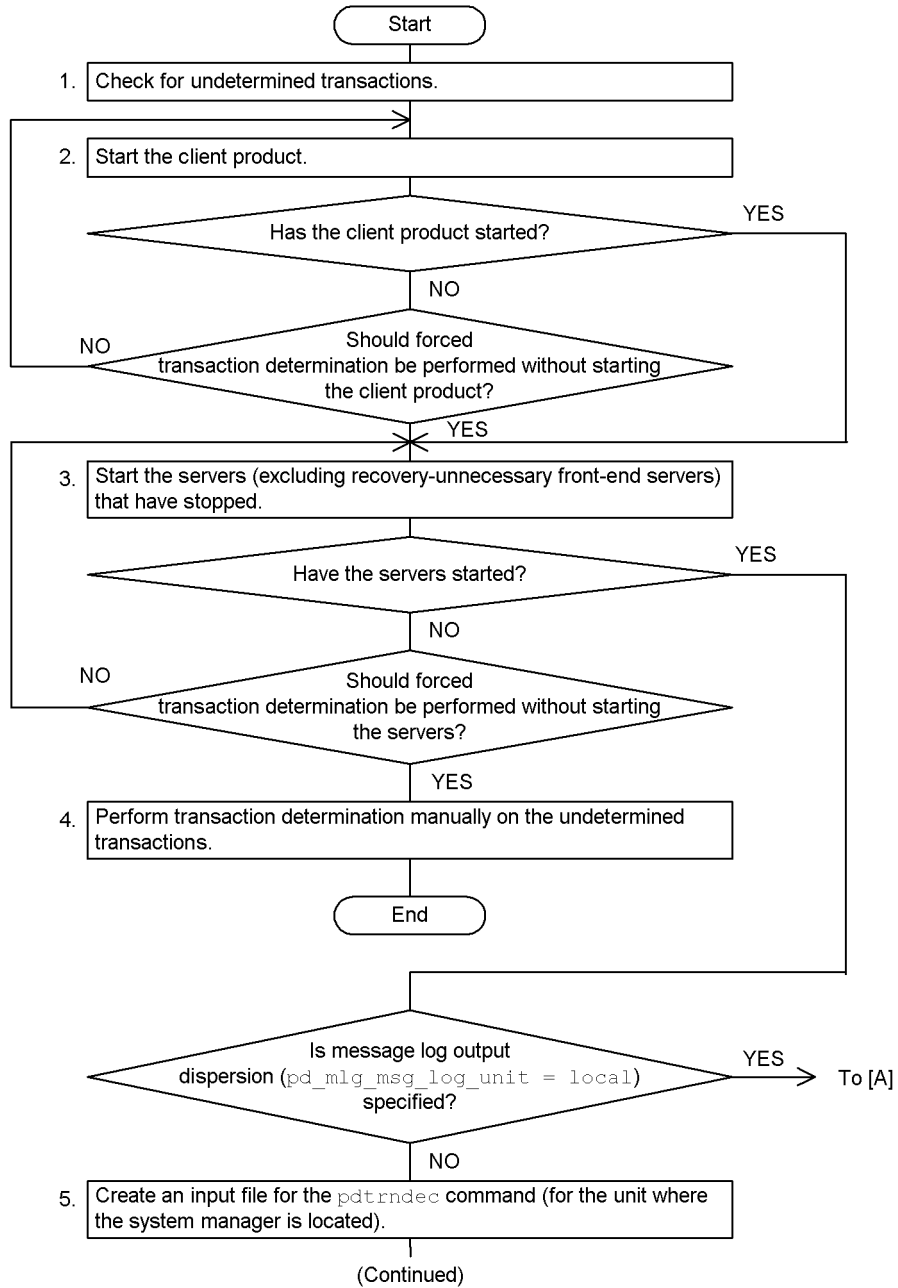 Start
1. Check for undetermined transactions.
2. Start the client product.
Has the client product started?
YES
NO
Should forced
transaction determination be performed without starting
the client product?
NO
YES
3. Start the servers (excluding recovery-unnecessary front-end servers)
that have stopped.
Have the servers started?
YES
NO
Should forced
transaction determination be performed without starting
the servers?
NO
YES
4. Perform transaction determination manually on the undetermined
transactions.
End
Is message log output
dispersion (pd_mlg_msg_log_unit = local)
specified?
YES
To [A]
NO
5. Create an input file for the pdtrndec command (for the unit where
the system manager is located).
(Continued)